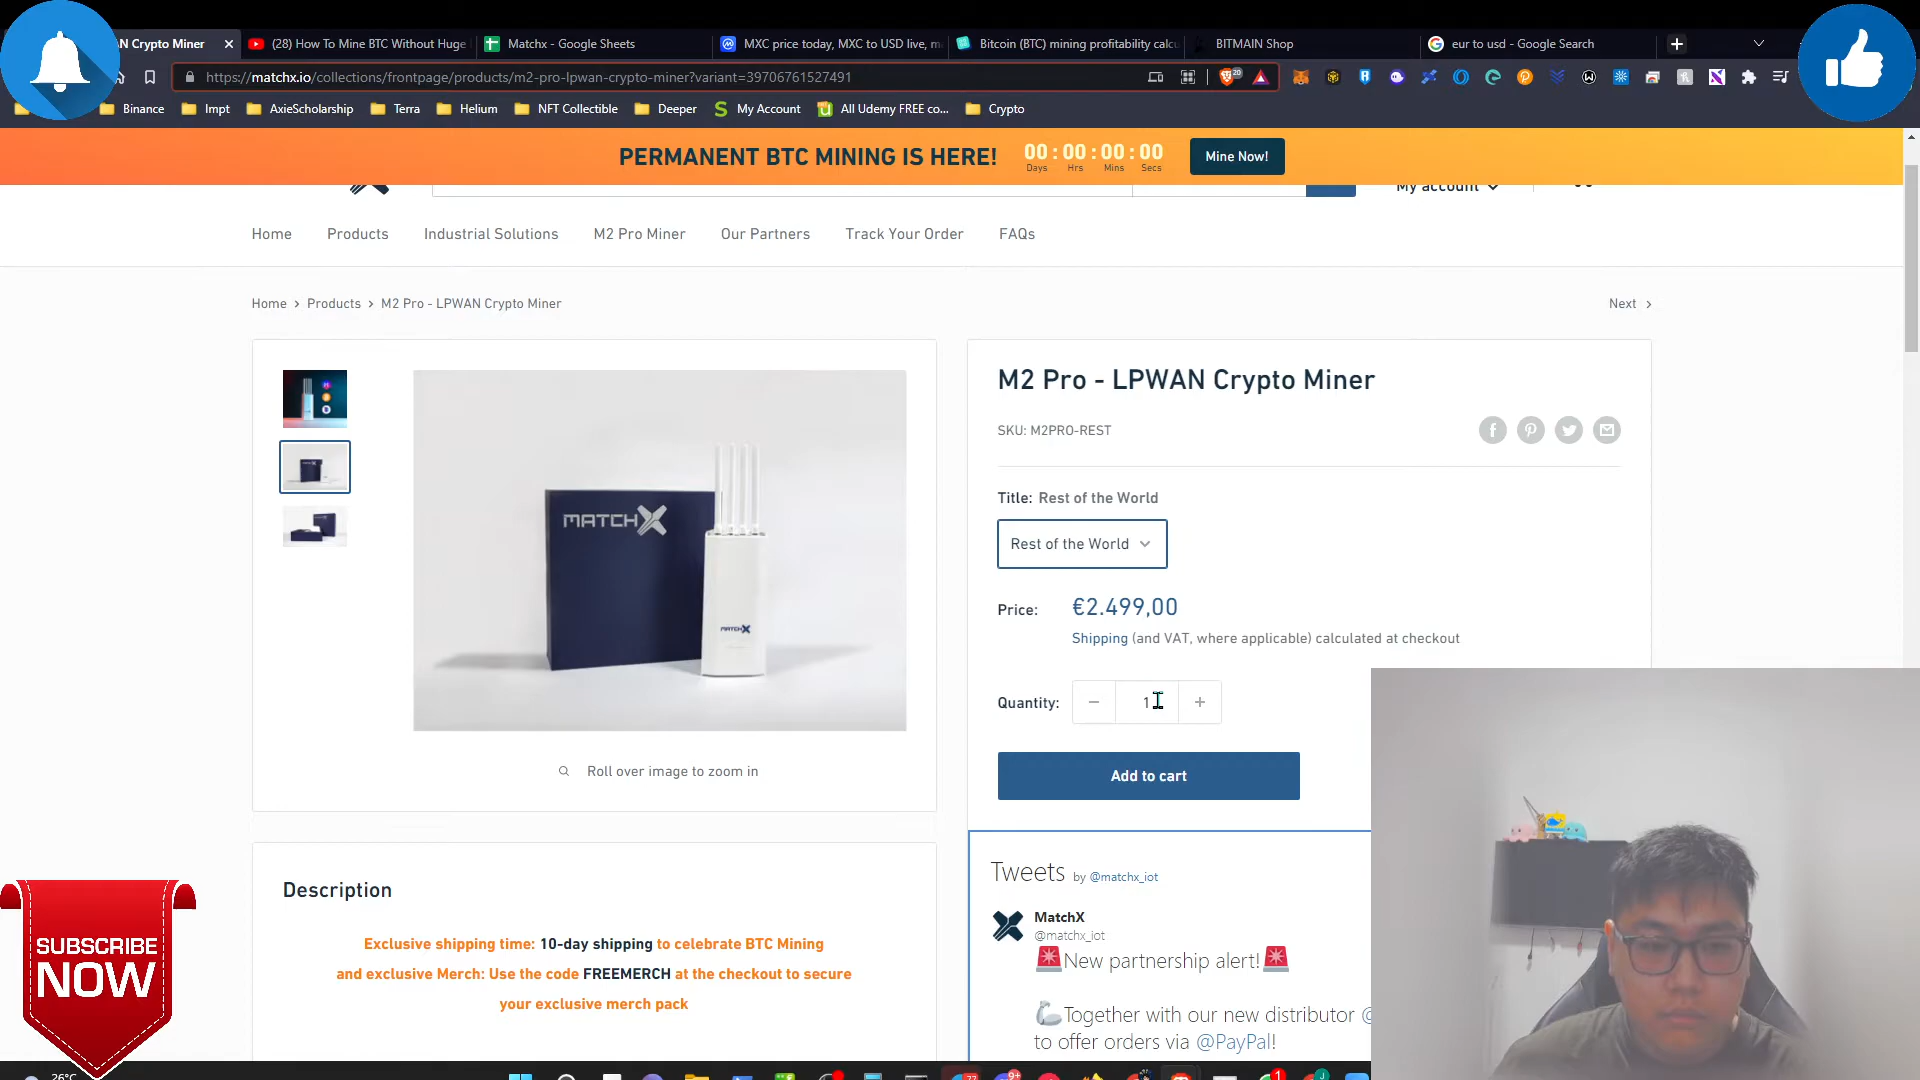 N Crypto Miner
(28) How To Mine BTC Without Huge
Matchx - Google Sheets
MXC price today, MXC to USD live, m
Bitcoin (BTC) mining profitability calcu
BITMAIN Shop
eur to usd - Google Search
https://matchx.io/collections/frontpage/products/m2-pro-lpwan-crypto-miner?variant=39706761527491
20
Binance
Impt
AxieScholarship
Terra
Helium
NFT Collectible
Deeper
My Account
All Udemy FREE co...
Crypto
PERMANENT BTC MINING IS HERE!
00 : 00 : 00 : 00
Days Hrs Mins Secs
Mine Now!
My account
Home
Products
Industrial Solutions
M2 Pro Miner
Our Partners
Track Your Order
FAQs
Home > Products > M2 Pro - LPWAN Crypto Miner
Next >
M2 Pro - LPWAN Crypto Miner
SKU: M2PRO-REST
Title: Rest of the World
Rest of the World
Price: €2.499,00
Shipping (and VAT, where applicable) calculated at checkout
Quantity: − 1 +
Add to cart
MATCHX
MATCHX
Roll over image to zoom in
Description
Exclusive shipping time: 10-day shipping to celebrate BTC Mining
and exclusive Merch: Use the code FREEMERCH at the checkout to secure
your exclusive merch pack
Tweets by @matchx_iot
MatchX
@matchx_iot
🚨New partnership alert!🚨
🦾Together with our new distributor @
to offer orders via @PayPal!
SUBSCRIBE
NOW
26°C